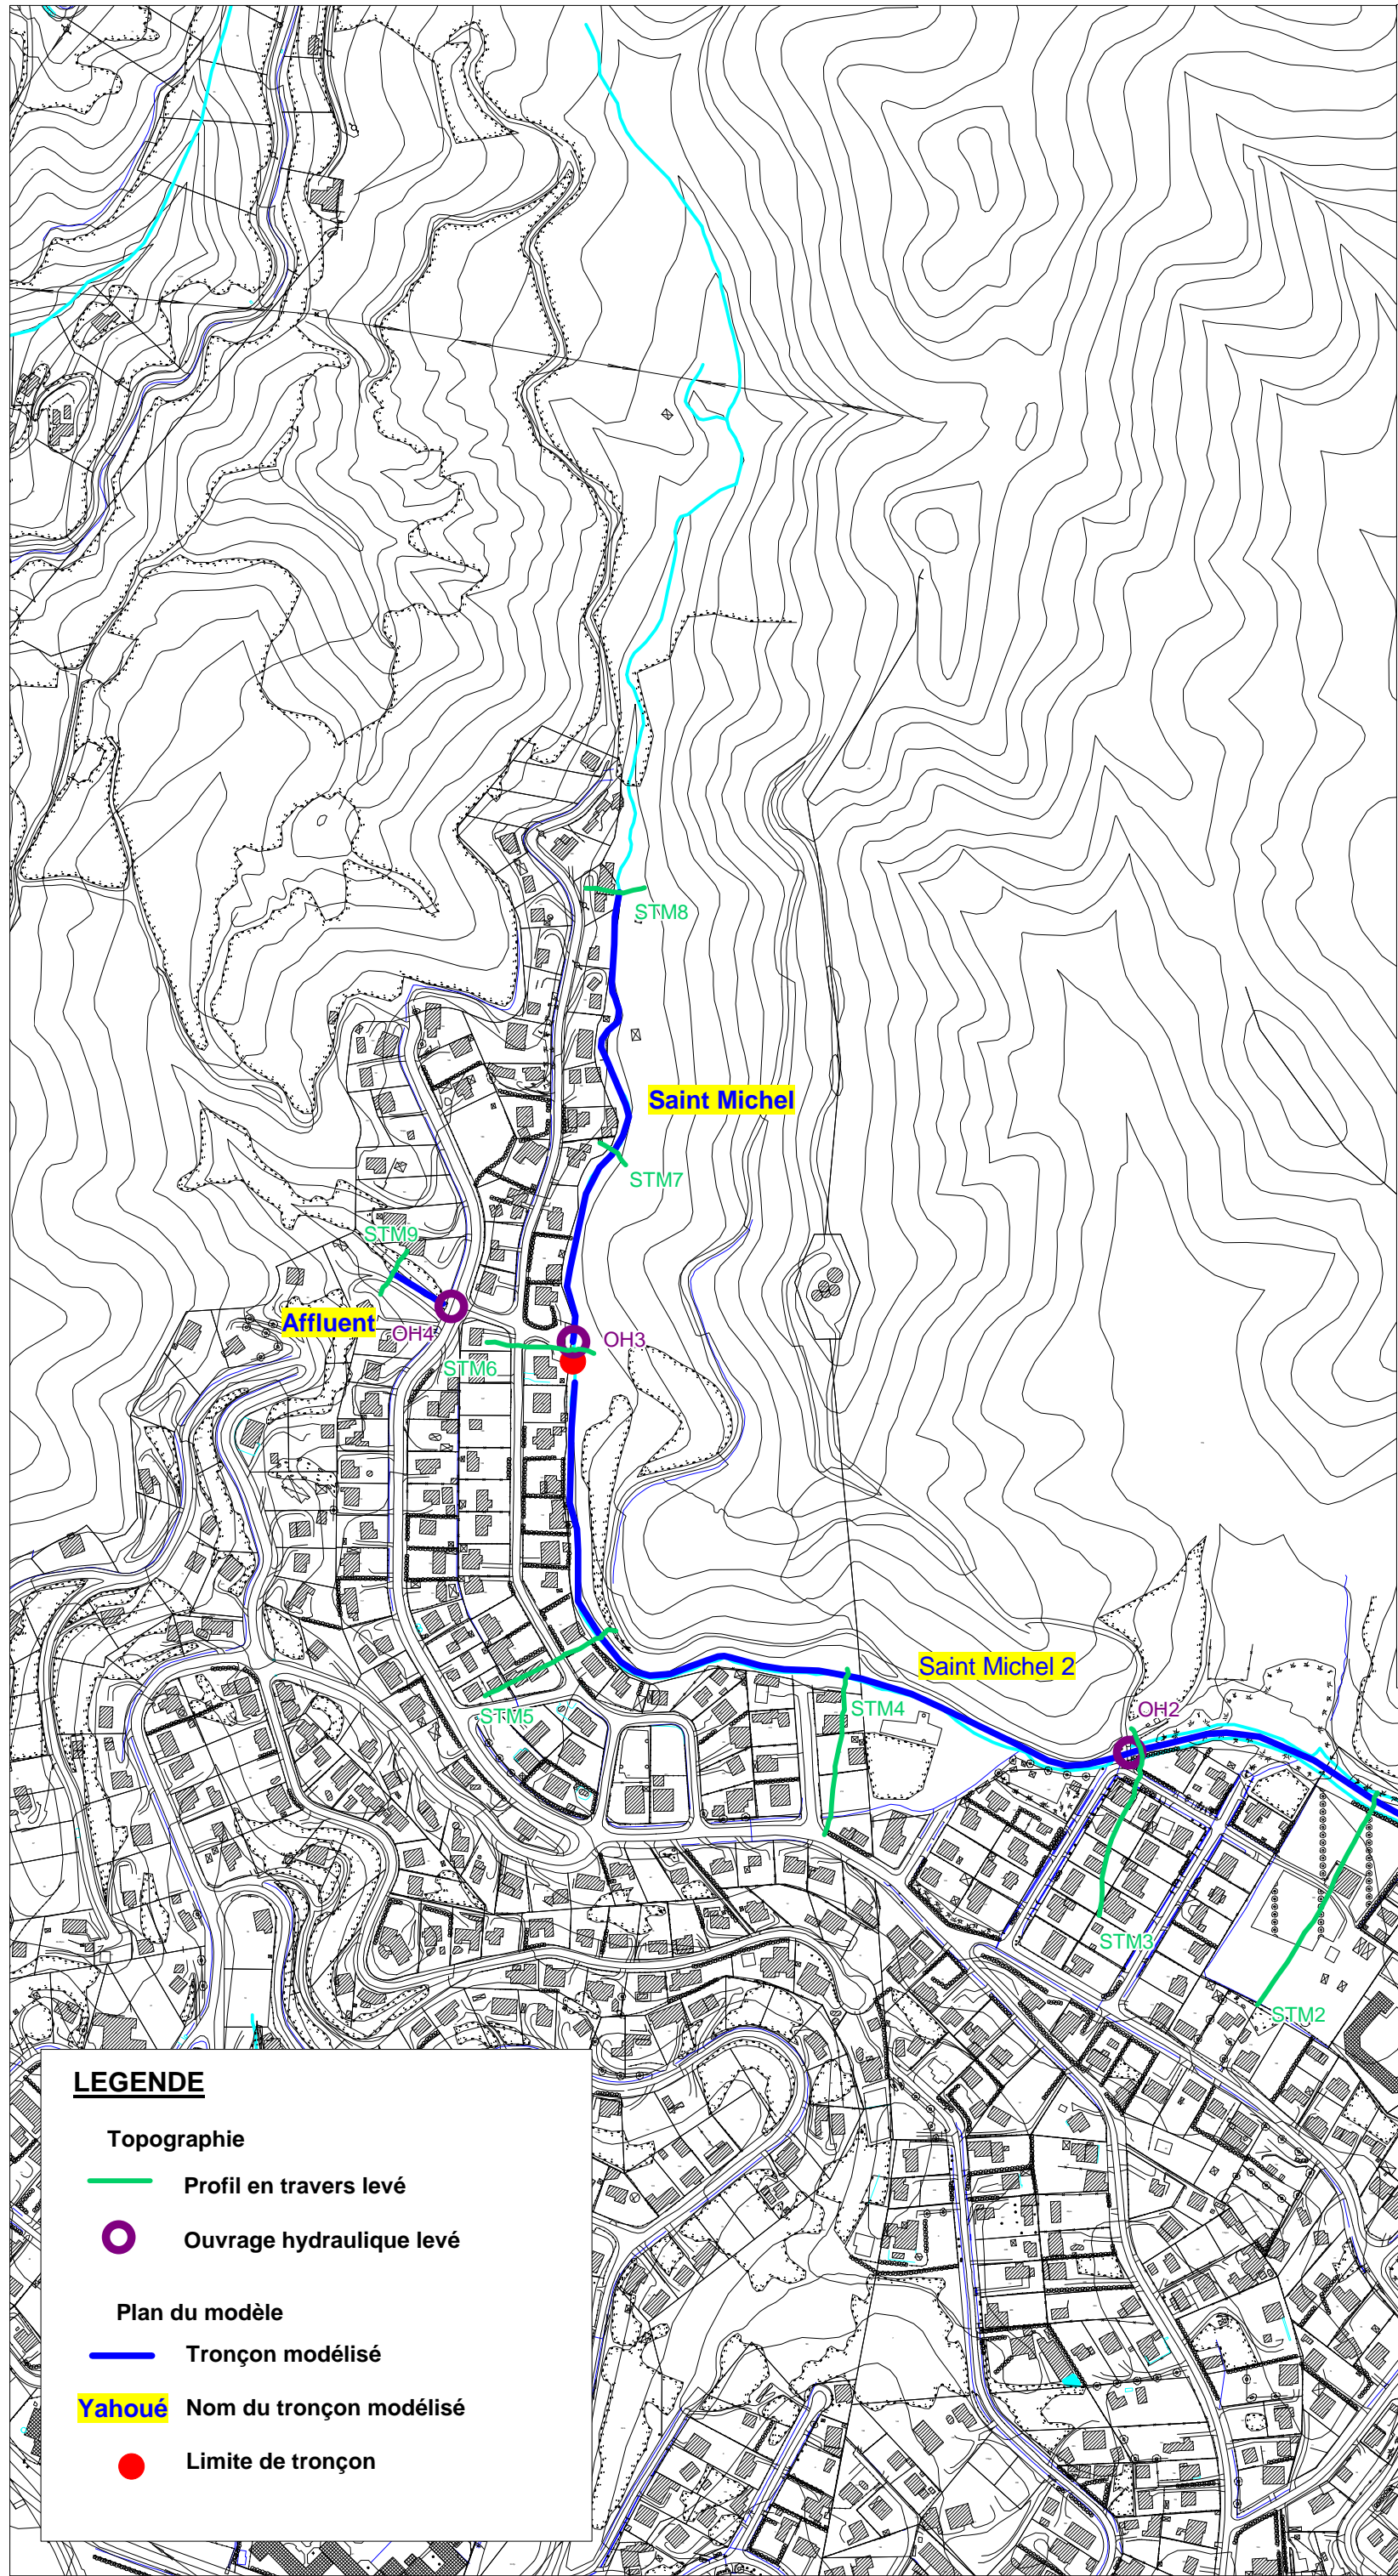 STM8
Saint Michel
STM7
STM9
Affluent
OH4
OH3
STM6
Saint Michel 2
STM4
OH2
STM5
STM3
STM2
LEGENDE
Topographie
Profil en travers levé
Ouvrage hydraulique levé
Plan du modèle
Tronçon modélisé
Yahoué Nom du tronçon modélisé
Limite de tronçon